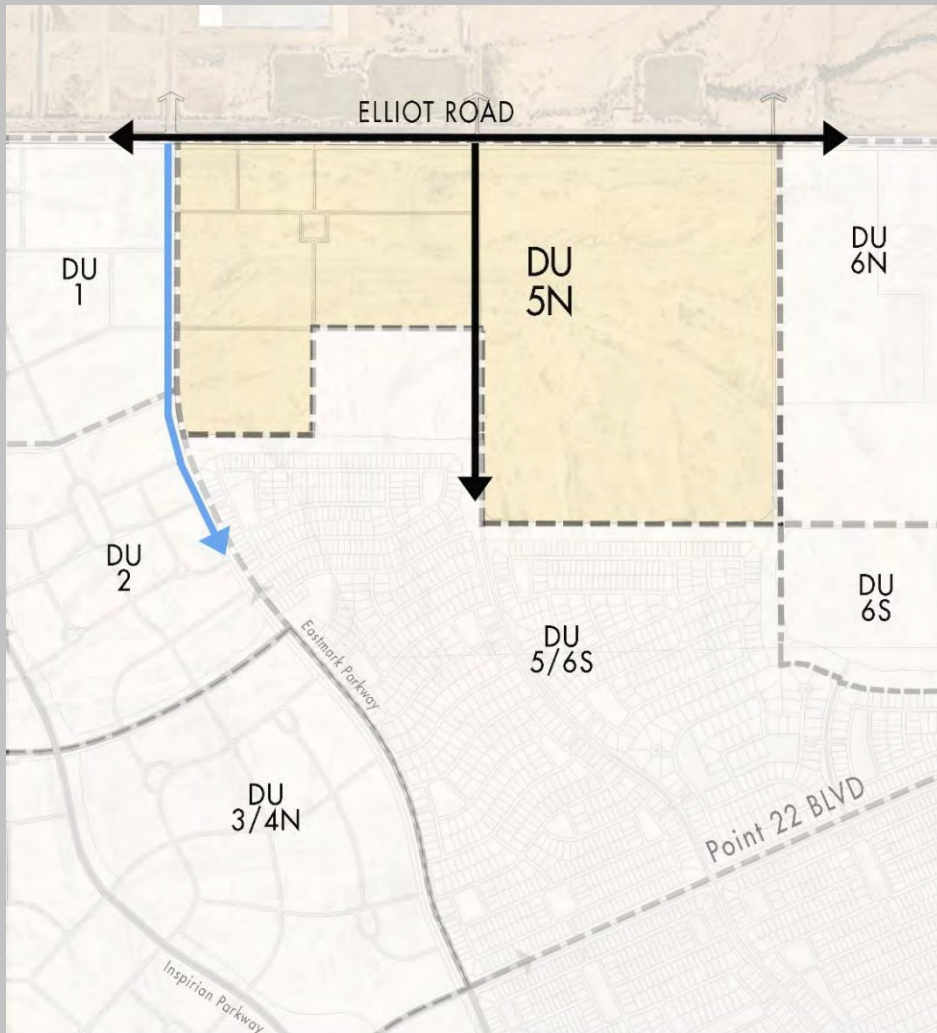 ELLIOT ROAD
DU
1
DU
5N
DU
6N
DU
2
DU
5/6S
DU
6S
Eastmark Parkway
DU
3/4N
Point 22 BLVD
Inspirian Parkway